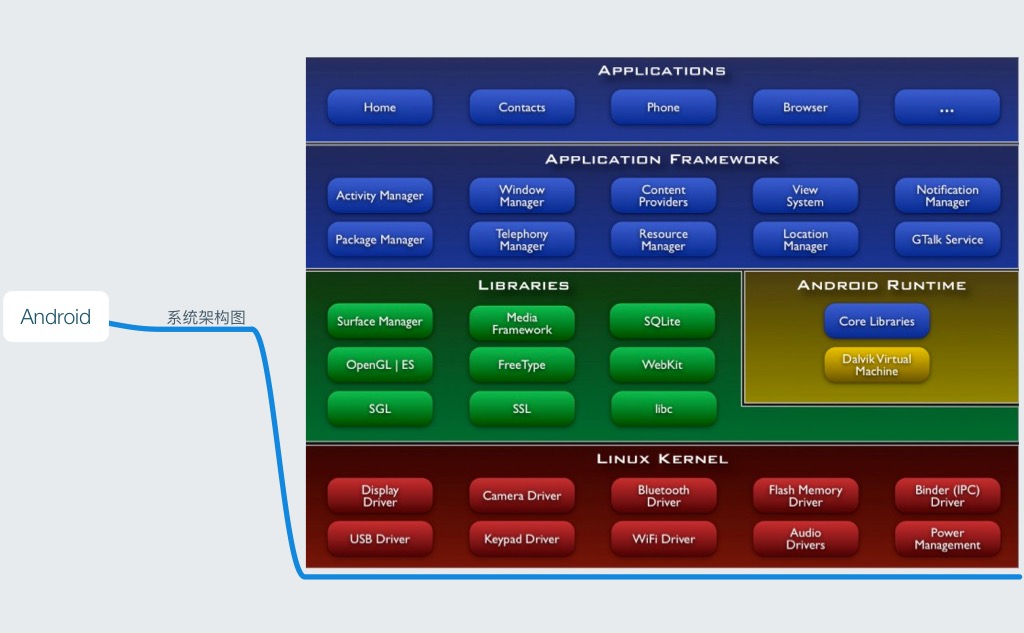 Android
系统架构图
APPLICATIONS
Home
Contacts
Phone
Browser
...
APPLICATION FRAMEWORK
Activity Manager
Window
Manager
Content
Providers
View
System
Notification
Manager
Package Manager
Telephony
Manager
Resource
Manager
Location
Manager
GTalk Service
LIBRARIES
Surface Manager
Media
Framework
SQLite
OpenGL | ES
FreeType
WebKit
SGL
SSL
libc
ANDROID RUNTIME
Core Libraries
Dalvik Virtual
Machine
LINUX KERNEL
Display
Driver
Camera Driver
Bluetooth
Driver
Flash Memory
Driver
Binder (IPC)
Driver
USB Driver
Keypad Driver
WiFi Driver
Audio
Drivers
Power
Management